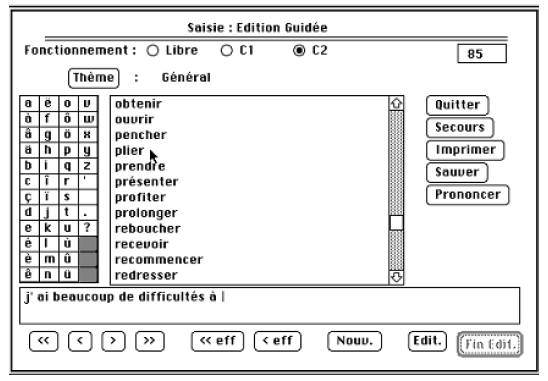 Saisie : Edition Guidée
Fonctionnement : Libre C1 C2 85
Thème : Général
a ë o v
à f ô w
â g ö x
ä h p y
b i q z
c î r '
ç ï s
d j t .
e k u ?
é l ù
è m û
ê n ü
obtenir
ouvrir
pencher
plier
prendre
présenter
profiter
prolonger
reboucher
recevoir
recommencer
redresser
Quitter
Secours
Imprimer
Sauver
Prononcer
j' ai beaucoup de difficultés à
<< < > >> << eff < eff Nouv. Edit. Fin Edit.